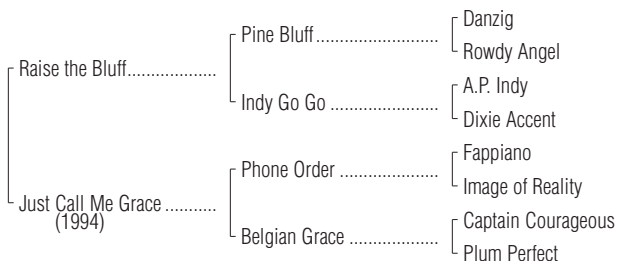 Danzig
Pine Bluff..........................
Rowdy Angel
Raise the Bluff...................
A.P. Indy
Indy Go Go .......................
Dixie Accent
Fappiano
Phone Order .....................
Image of Reality
Just Call Me Grace ...........
(1994)
Captain Courageous
Belgian Grace ...................
Plum Perfect